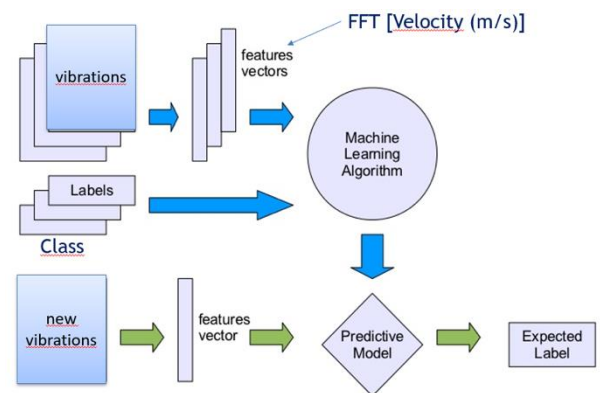 FFT [Velocity (m/s)]
vibrations
features
vectors
Machine
Learning
Algorithm
Labels
Class
new
vibrations
features
vector
Predictive
Model
Expected
Label